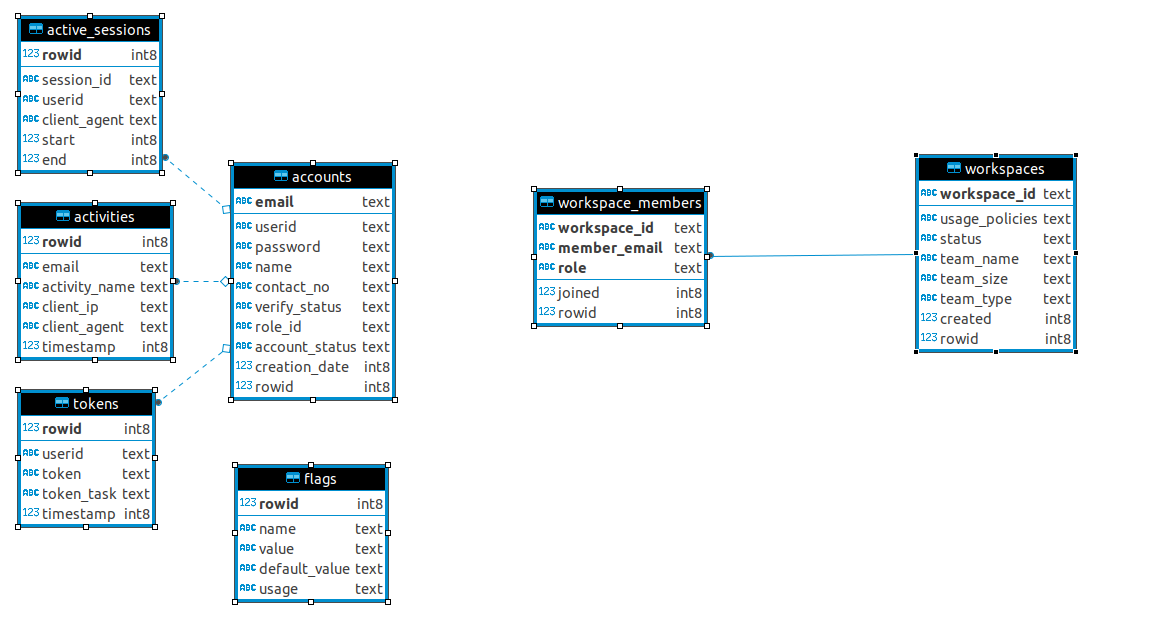 active_sessions
123 rowid int8
ABC session_id text
ABC userid text
ABC client_agent text
123 start int8
123 end int8
activities
123 rowid int8
ABC email text
ABC activity_name text
ABC client_ip text
ABC client_agent text
123 timestamp int8
tokens
123 rowid int8
ABC userid text
ABC token text
ABC token_task text
123 timestamp int8
accounts
ABC email text
ABC userid text
ABC password text
ABC name text
ABC contact_no text
ABC verify_status text
ABC role_id text
ABC account_status text
123 creation_date int8
123 rowid int8
flags
123 rowid int8
ABC name text
ABC value text
ABC default_value text
ABC usage text
workspace_members
ABC workspace_id text
ABC member_email text
ABC role text
123 joined int8
123 rowid int8
workspaces
ABC workspace_id text
ABC usage_policies text
ABC status text
ABC team_name text
ABC team_size text
ABC team_type text
123 created int8
123 rowid int8